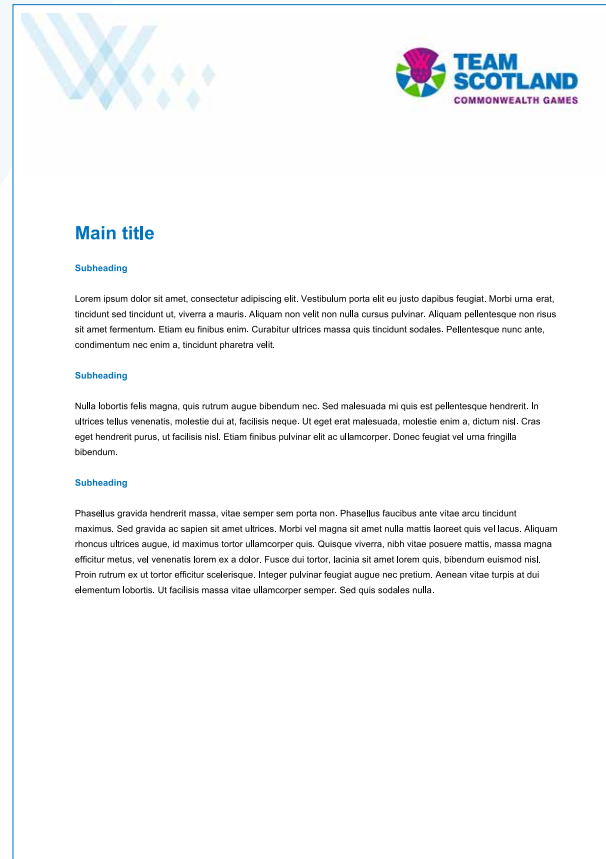 TEAM
SCOTLAND
COMMONWEALTH GAMES
Main title
Subheading
Lorem ipsum dolor sit amet, consectetur adipiscing elit. Vestibulum porta elit eu justo dapibus feugiat. Morbi urna erat,
tincidunt sed tincidunt ut, viverra a mauris. Aliquam non velit non nulla cursus pulvinar. Aliquam pellentesque non risus
sit amet fermentum. Etiam eu finibus enim. Curabitur ultrices massa quis tincidunt sodales. Pellentesque nunc ante,
condimentum nec enim a, tincidunt pharetra velit.
Subheading
Nulla lobortis felis magna, quis rutrum augue bibendum nec. Sed malesuada mi quis est pellentesque hendrerit. In
ultrices tellus venenatis, molestie dui at, facilisis neque. Ut eget erat malesuada, molestie enim a, dictum nisl. Cras
eget hendrerit purus, ut facilisis nisl. Etiam finibus pulvinar elit ac ullamcorper. Donec feugiat vel urna fringilla
bibendum.
Subheading
Phasellus gravida hendrerit massa, vitae semper sem porta non. Phasellus faucibus ante vitae arcu tincidunt
maximus. Sed gravida ac sapien sit amet ultrices. Morbi vel magna sit amet nulla mattis laoreet quis vel lacus. Aliquam
rhoncus ultrices augue, id maximus tortor ullamcorper quis. Quisque viverra, nibh vitae posuere mattis, massa magna
efficitur metus, vel venenatis lorem ex a dolor. Fusce dui tortor, lacinia sit amet lorem quis, bibendum euismod nisl.
Proin rutrum ex ut tortor efficitur scelerisque. Integer pulvinar feugiat augue nec pretium. Aenean vitae turpis at dui
elementum lobortis. Ut facilisis massa vitae ullamcorper semper. Sed quis sodales nulla.